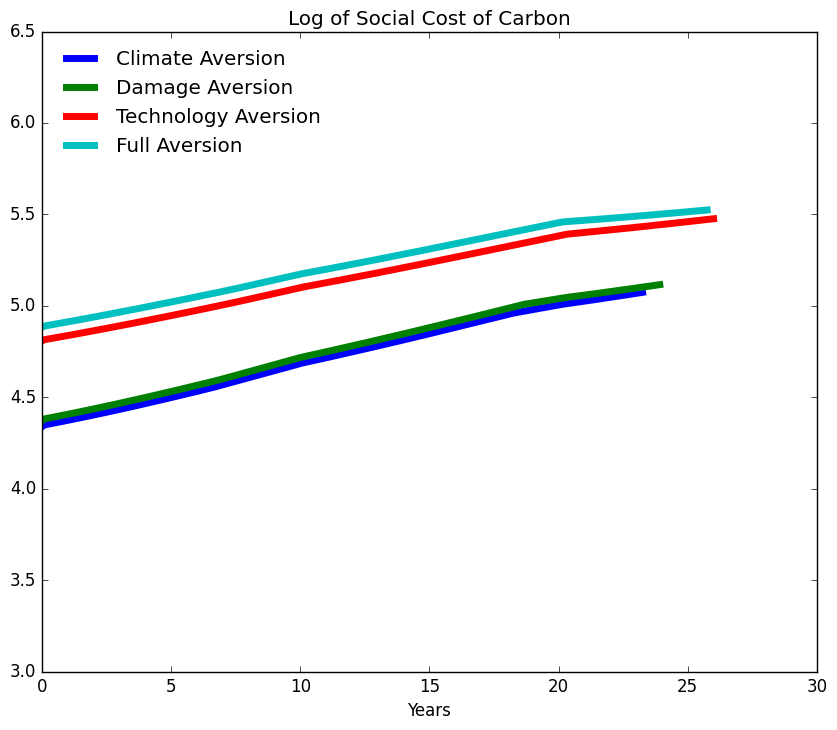 Log of Social Cost of Carbon
6.5
6.0
5.5
5.0
4.5
4.0
3.5
3.0
Climate Aversion
Damage Aversion
Technology Aversion
Full Aversion
0 5 10 15 20 25 30
Years